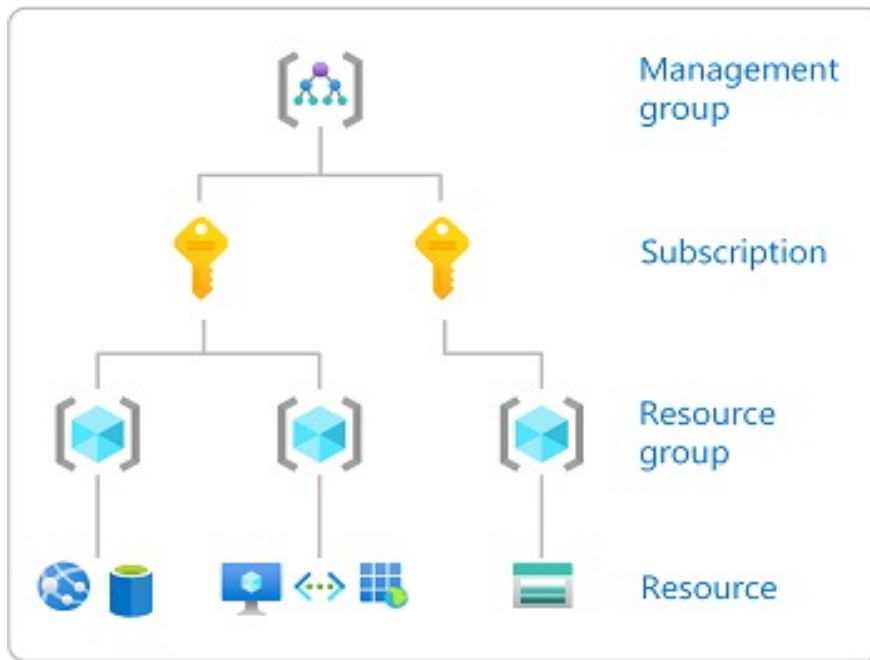 Management
group
Subscription
Resource
group
Resource